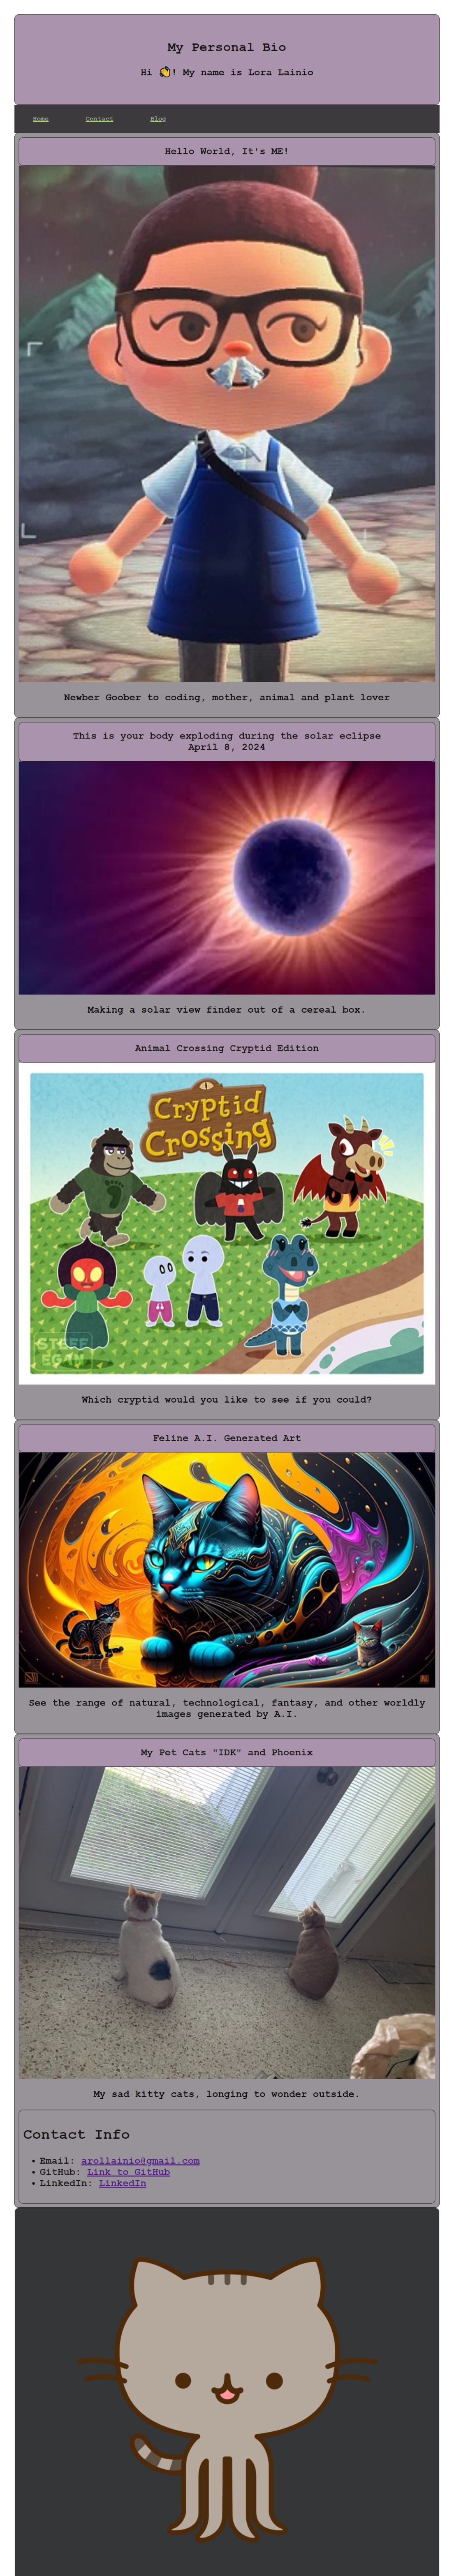 My Personal Bio
Hi 👋! My name is Lora Lainio
Home Contact Blog
Hello World, It's ME!
Newber Goober to coding, mother, animal and plant lover
This is your body exploding during the solar eclipse
April 8, 2024
Making a solar view finder out of a cereal box.
Animal Crossing Cryptid Edition
Cryptid
Crossing
STEFF
EGAN
Which cryptid would you like to see if you could?
Feline A.I. Generated Art
See the range of natural, technological, fantasy, and other worldly
images generated by A.I.
My Pet Cats "IDK" and Phoenix
My sad kitty cats, longing to wonder outside.
Contact Info
• Email: arollainio@gmail.com
• GitHub: Link to GitHub
• LinkedIn: LinkedIn